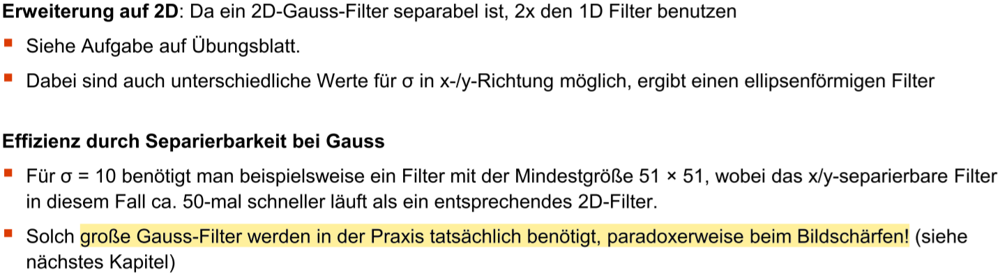 Erweiterung auf 2D: Da ein 2D-Gauss-Filter separabel ist, 2x den 1D Filter benutzen
Siehe Aufgabe auf Übungsblatt.
Dabei sind auch unterschiedliche Werte für σ in x-/y-Richtung möglich, ergibt einen ellipsenförmigen Filter
Effizienz durch Separierbarkeit bei Gauss
Für σ = 10 benötigt man beispielsweise ein Filter mit der Mindestgröße 51 × 51, wobei das x/y-separierbare Filter
in diesem Fall ca. 50-mal schneller läuft als ein entsprechendes 2D-Filter.
Solch große Gauss-Filter werden in der Praxis tatsächlich benötigt, paradoxerweise beim Bildschärfen! (siehe
nächstes Kapitel)